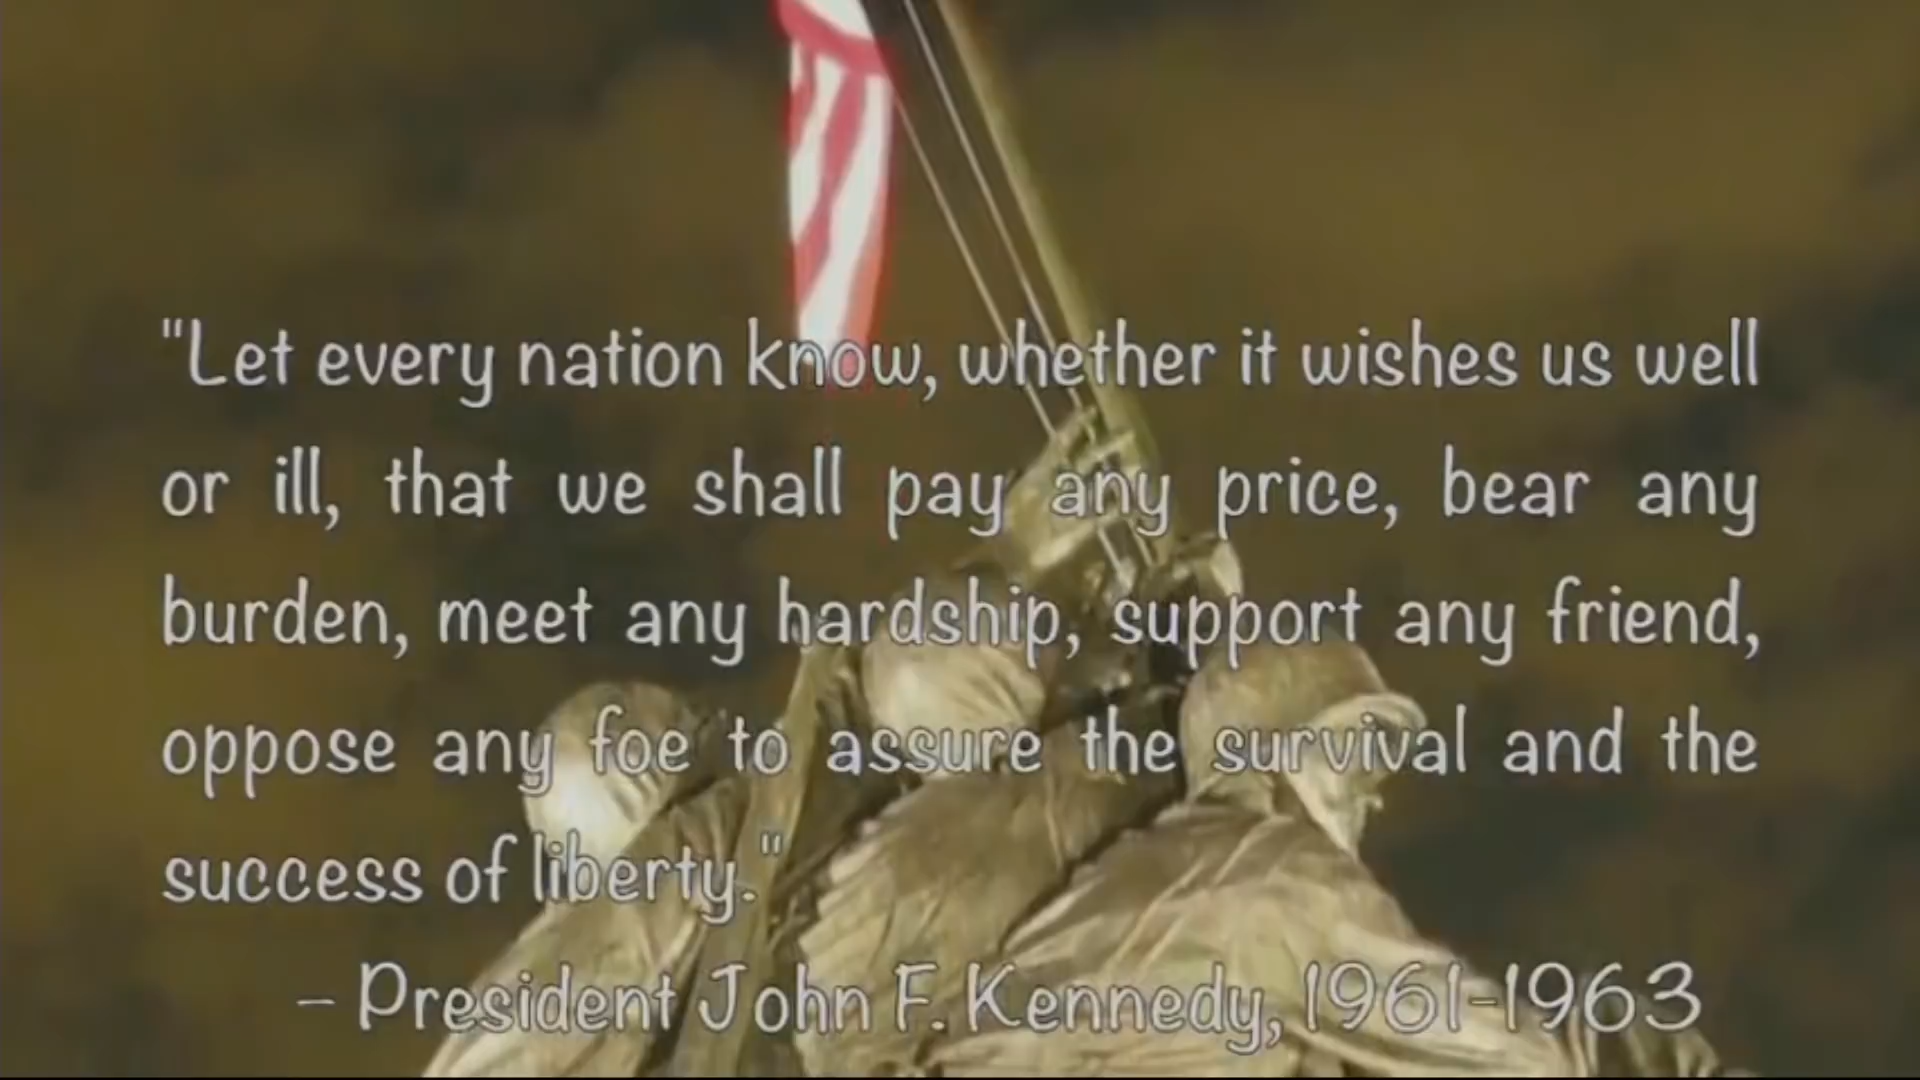 "Let every nation know, whether it wishes us well
or ill, that we shall pay any price, bear any
burden, meet any hardship, support any friend,
oppose any foe to assure the survival and the
success of liberty."
– President John F. Kennedy, 1961-1963